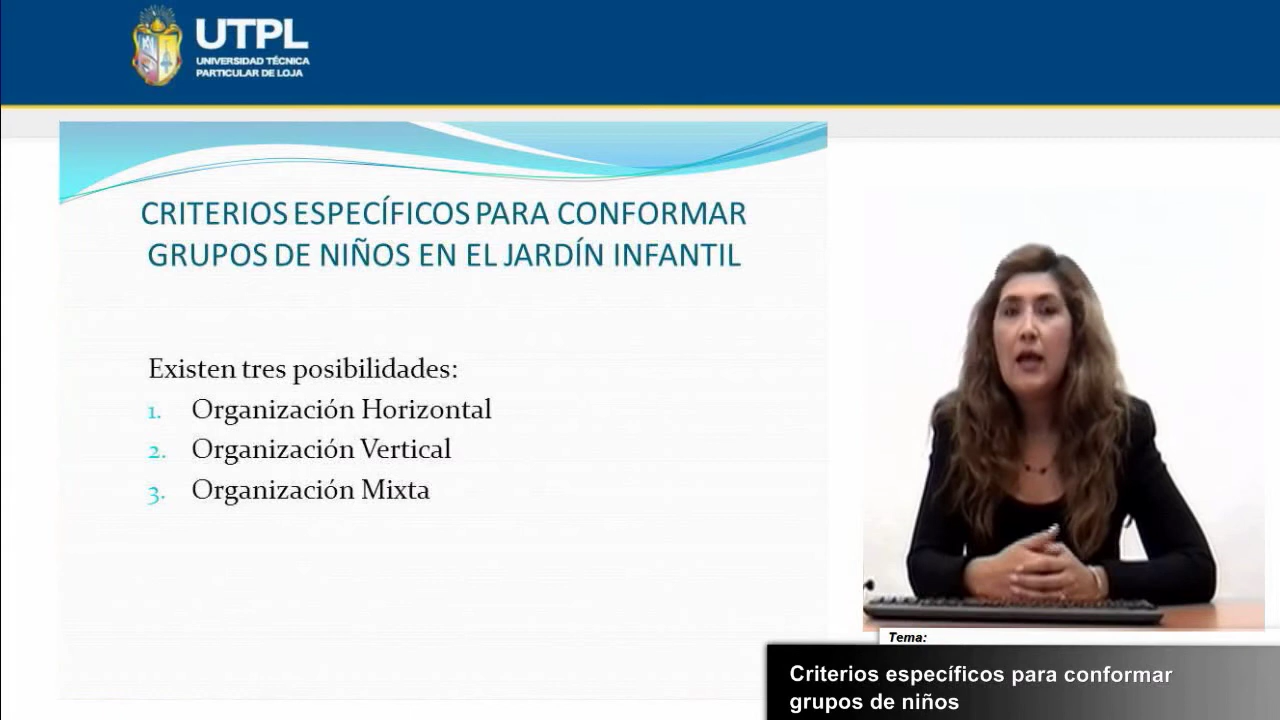 UTPL
UNIVERSIDAD TÉCNICA
PARTICULAR DE LOJA
CRITERIOS ESPECÍFICOS PARA CONFORMAR
GRUPOS DE NIÑOS EN EL JARDÍN INFANTIL
Existen tres posibilidades:
1. Organización Horizontal
2. Organización Vertical
3. Organización Mixta
Tema:
Criterios específicos para conformar
grupos de niños